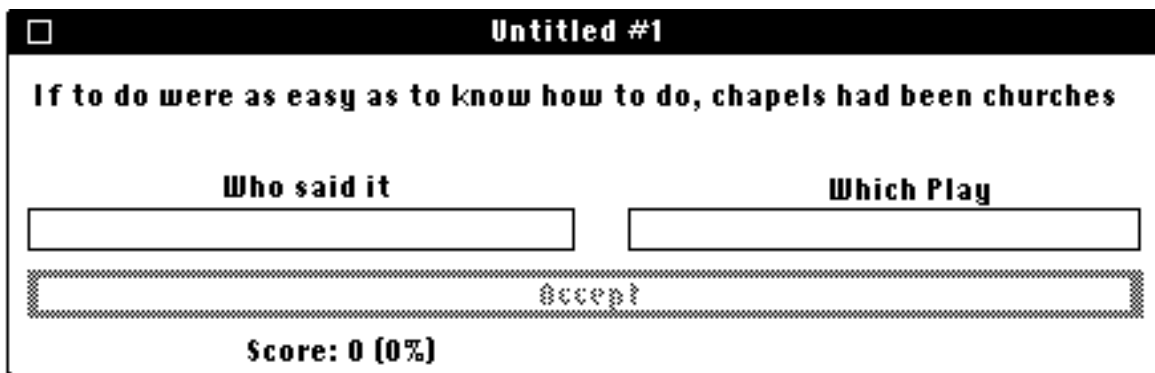 Untitled #1
If to do were as easy as to know how to do, chapels had been churches
Who said it Which Play
Accept
Score: 0 (0%)